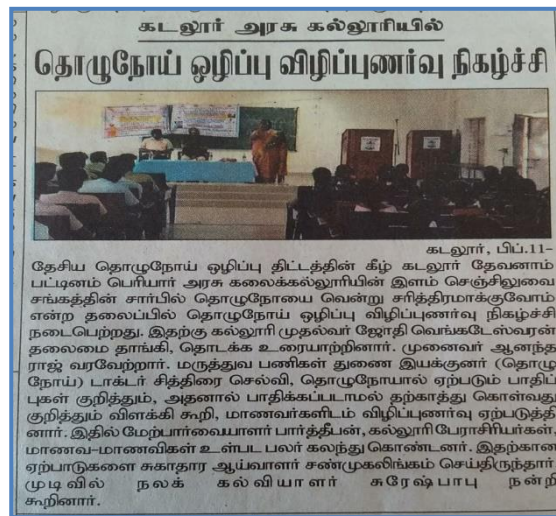 கடலூர் அரசு கல்லூரியில்
தொழுநோய் ஒழிப்பு விழிப்புணர்வு நிகழ்ச்சி
கடலூர், பிப்.11-
தேசிய தொழுநோய் ஒழிப்பு திட்டத்தின் கீழ் கடலூர் தேவனாம்
பட்டினம் பெரியார் அரசு கலைக்கல்லூரியின் இளம் செஞ்சிலுவை
சங்கத்தின் சார்பில் தொழுநோயை வென்று சரித்திரமாக்குவோம்
என்ற தலைப்பில் தொழுநோய் ஒழிப்பு விழிப்புணர்வு நிகழ்ச்சி
நடைபெற்றது. இதற்கு கல்லூரி முதல்வர் ஜோதி வெங்கடேஸ்வரன்
தலைமை தாங்கி, தொடக்க உரையாற்றினார். முனைவர் ஆனந்த
ராஜ் வரவேற்றார். மருத்துவ பணிகள் துணை இயக்குனர் (தொழு
நோய்) டாக்டர் சித்திரை செல்வி, தொழுநோயால் ஏற்படும் பாதிப்
புகள் குறித்தும், அதனால் பாதிக்கப்படாமல் தற்காத்து கொள்வது
குறித்தும் விளக்கி கூறி, மாணவர்களிடம் விழிப்புணர்வு ஏற்படுத்தி
னார். இதில் மேற்பார்வையாளர் பார்த்தீபன், கல்லூரி பேராசிரியர்கள்,
மாணவ-மாணவிகள் உள்பட பலர் கலந்து கொண்டனர். இதற்கான
ஏற்பாடுகளை சுகாதார ஆய்வாளர் சண்முகலிங்கம் செய்திருந்தார்
முடிவில் நலக் கல்வியாளர் சுரேஷ்பாபு நன்றி
கூறினார்.